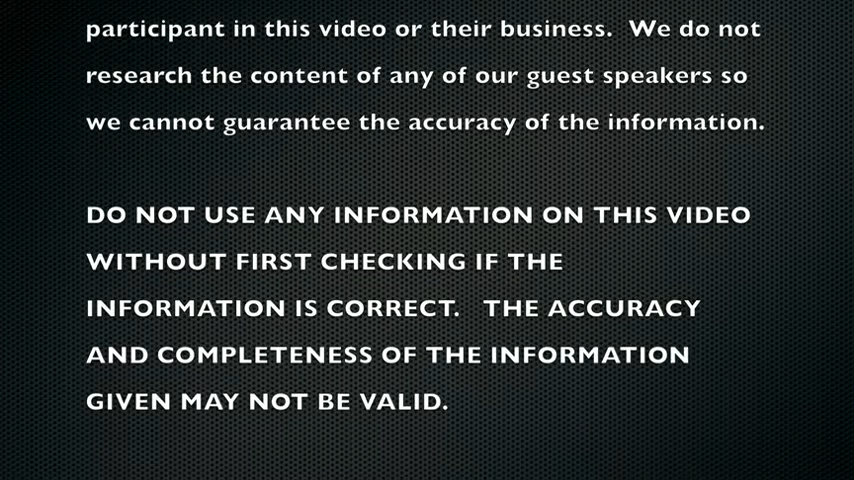 participant in this video or their business.  We do not
research the content of any of our guest speakers so
we cannot guarantee the accuracy of the information.
DO NOT USE ANY INFORMATION ON THIS VIDEO
WITHOUT FIRST CHECKING IF THE
INFORMATION IS CORRECT.   THE ACCURACY
AND COMPLETENESS OF THE INFORMATION
GIVEN MAY NOT BE VALID.